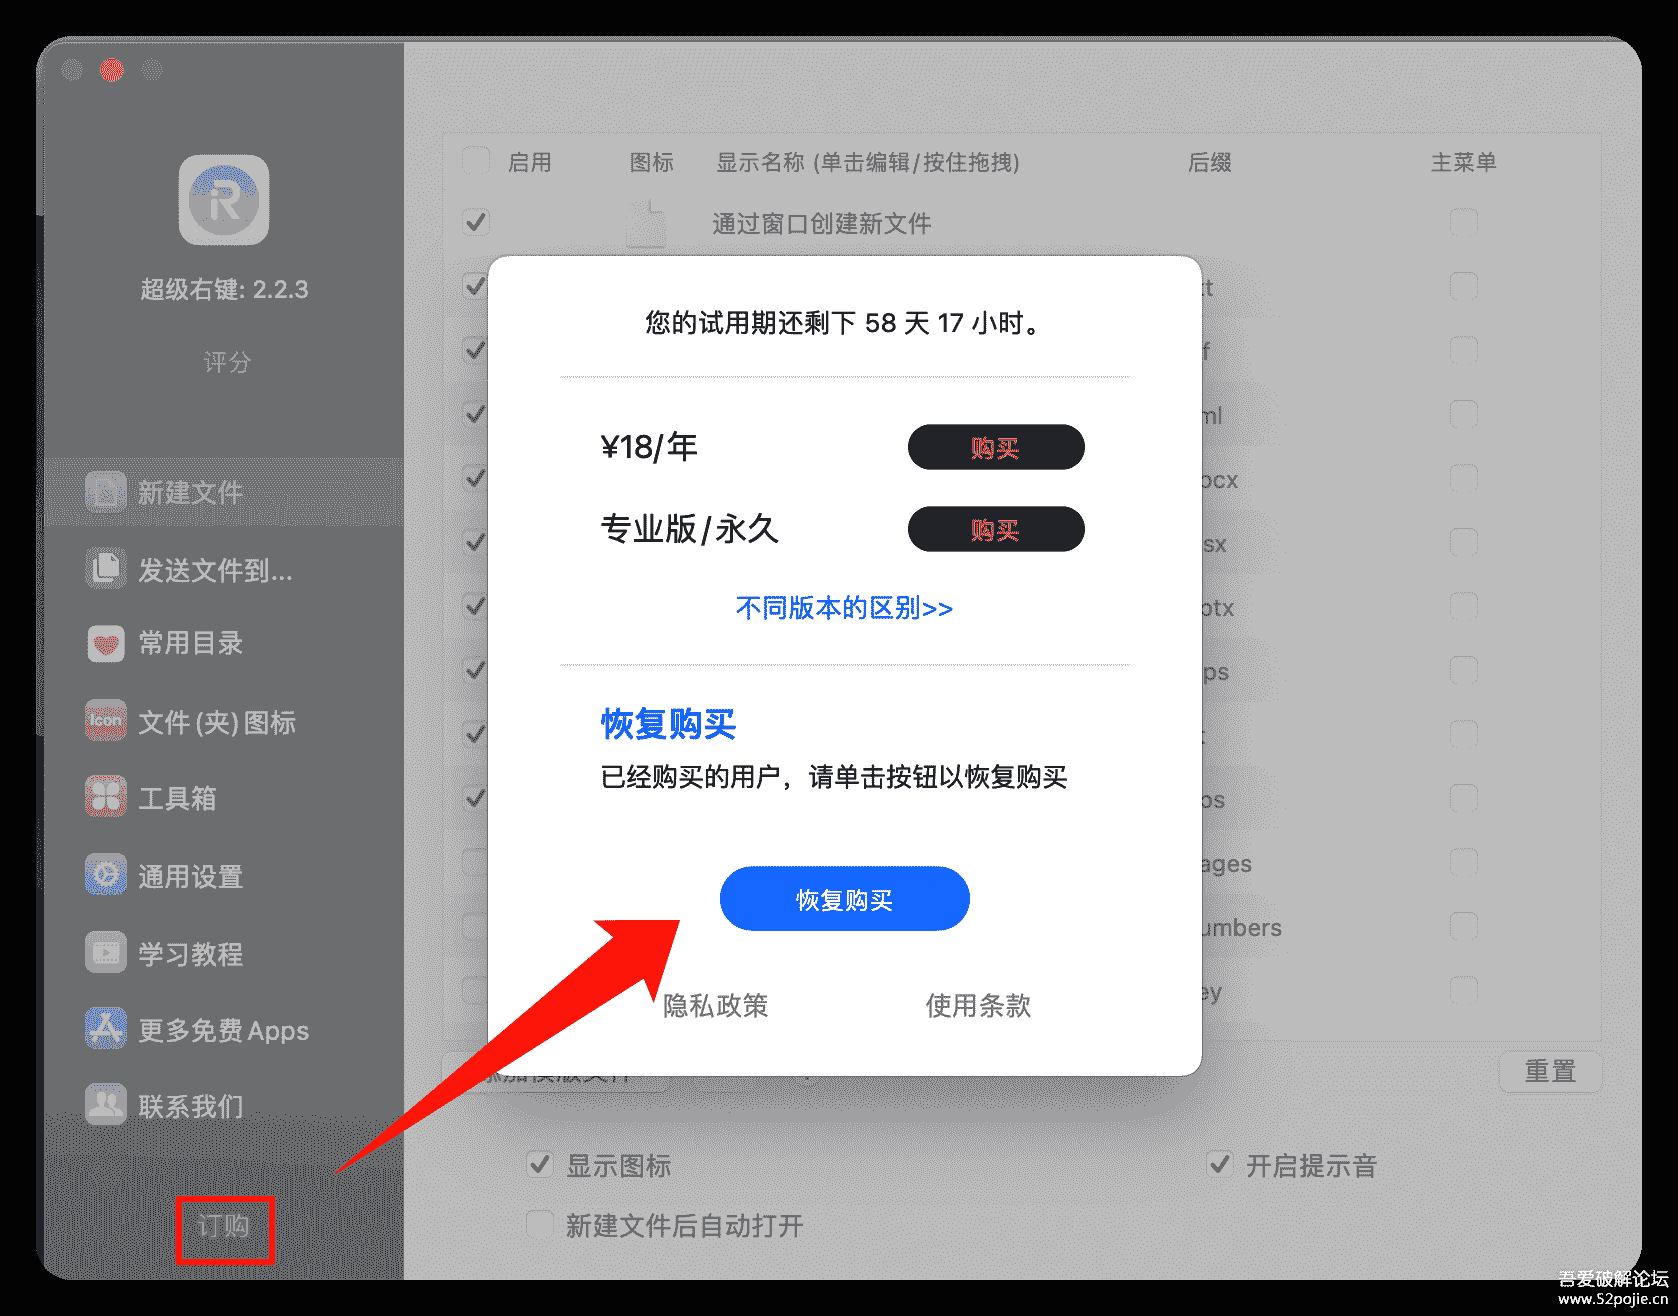 启用 图标 显示名称 (单击编辑/按住拖拽) 后缀 主菜单
通过窗口创建新文件
超级右键: 2.2.3
评分
新建文件
发送文件到...
常用目录
Icon 文件(夹)图标
工具箱
通用设置
学习教程
更多免费Apps
联系我们
订购
您的试用期还剩下 58 天 17 小时。
¥18/年 购买
专业版/永久 购买
不同版本的区别>>
恢复购买
已经购买的用户，请单击按钮以恢复购买
恢复购买
隐私政策 使用条款
重置
显示图标 开启提示音
新建文件后自动打开
吾爱破解论坛
www.52pojie.cn